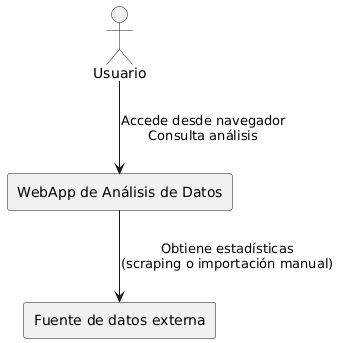 Usuario
Accede desde navegador
Consulta análisis
WebApp de Análisis de Datos
Obtiene estadísticas
(scraping o importación manual)
Fuente de datos externa